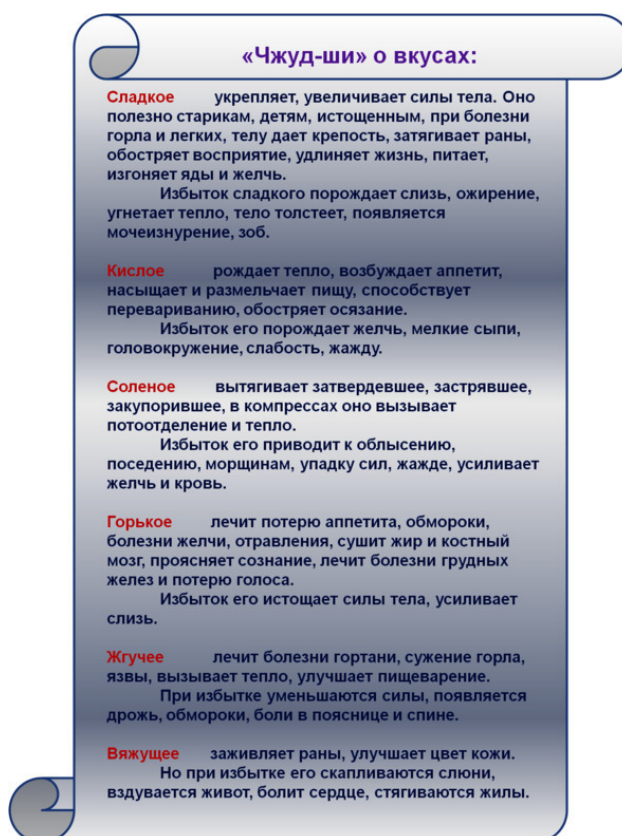 «Чжуд-ши» о вкусах:
Сладкое укрепляет, увеличивает силы тела. Оно
полезно старикам, детям, истощенным, при болезни
горла и легких, телу дает крепость, затягивает раны,
обостряет восприятие, удлиняет жизнь, питает,
изгоняет яды и желчь.
Избыток сладкого порождает слизь, ожирение,
угнетает тепло, тело толстеет, появляется
мочеизнурение, зоб.
Кислое рождает тепло, возбуждает аппетит,
насыщает и размельчает пищу, способствует
перевариванию, обостряет осязание.
Избыток его порождает желчь, мелкие сыпи,
головокружение, слабость, жажду.
Соленое вытягивает затвердевшее, застрявшее,
закупорившее, в компрессах оно вызывает
потоотделение и тепло.
Избыток его приводит к облысению,
поседению, морщинам, упадку сил, жажде, усиливает
желчь и кровь.
Горькое лечит потерю аппетита, обмороки,
болезни желчи, отравления, сушит жир и костный
мозг, проясняет сознание, лечит болезни грудных
желез и потерю голоса.
Избыток его истощает силы тела, усиливает
слизь.
Жгучее лечит болезни гортани, сужение горла,
язвы, вызывает тепло, улучшает пищеварение.
При избытке уменьшаются силы, появляется
дрожь, обмороки, боли в пояснице и спине.
Вяжущее заживляет раны, улучшает цвет кожи.
Но при избытке его скапливаются слюни,
вздувается живот, болит сердце, стягиваются жилы.